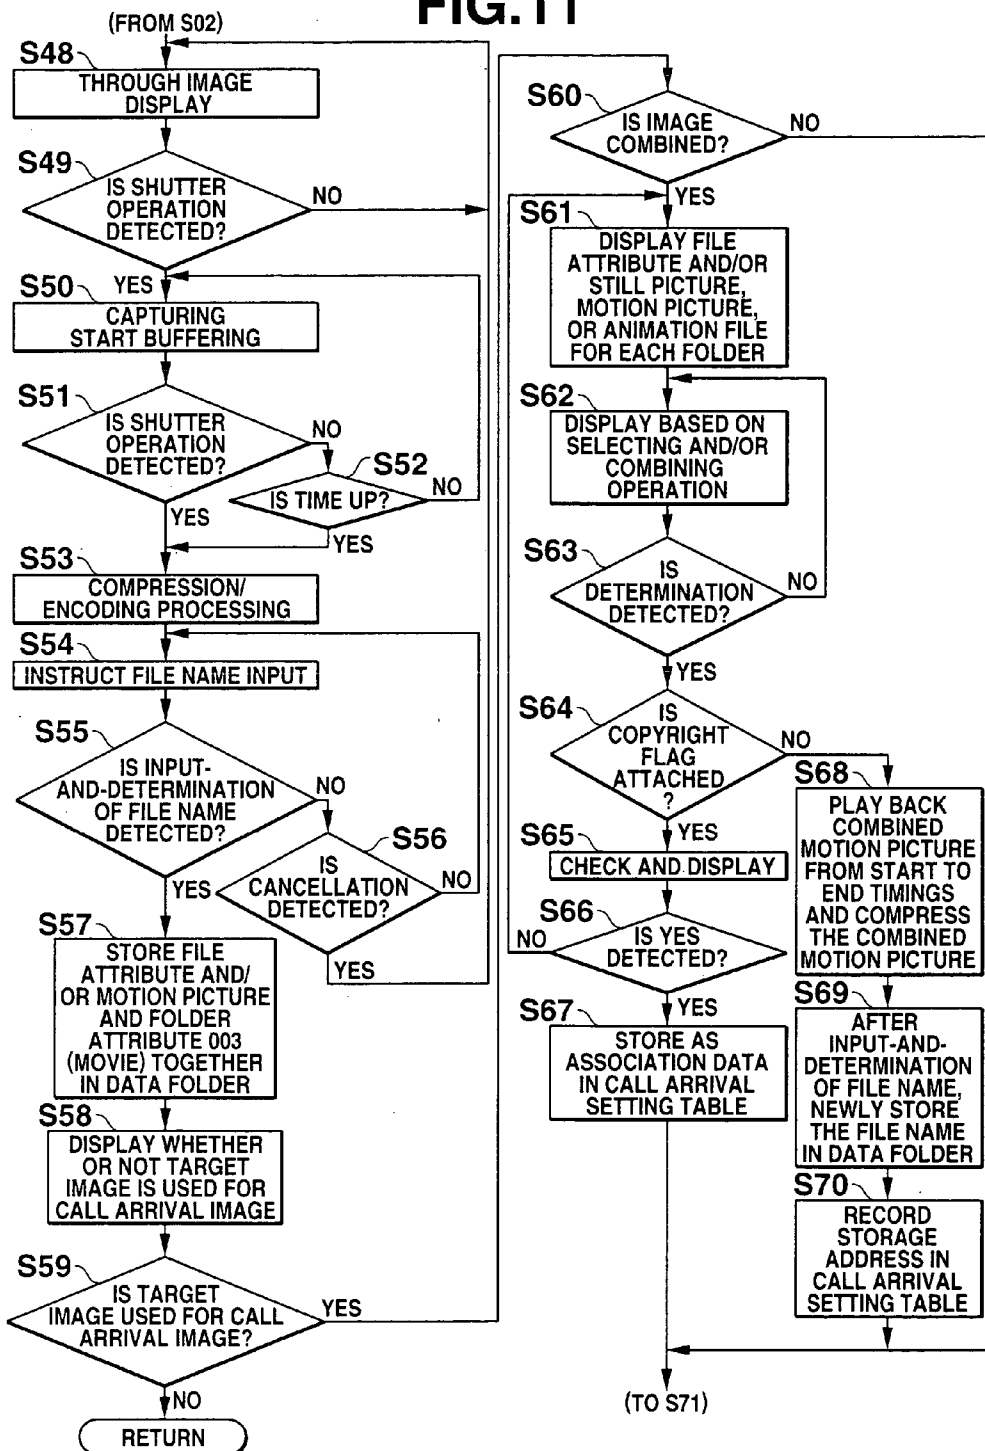 FIG.11
(FROM S02)
S48
THROUGH IMAGE
DISPLAY
S49
IS SHUTTER
OPERATION
DETECTED?
NO
YES
S50
CAPTURING
START BUFFERING
S51
IS SHUTTER
OPERATION
DETECTED?
NO
S52
IS TIME UP?
NO
YES
YES
S53
COMPRESSION/
ENCODING PROCESSING
S54
INSTRUCT FILE NAME INPUT
S55
IS INPUT-
AND-DETERMINATION
OF FILE NAME
DETECTED?
NO
S56
IS
CANCELLATION
DETECTED?
NO
YES
YES
S57
STORE FILE
ATTRIBUTE AND/
OR MOTION PICTURE
AND FOLDER
ATTRIBUTE 003
(MOVIE) TOGETHER
IN DATA FOLDER
S58
DISPLAY WHETHER
OR NOT TARGET
IMAGE IS USED FOR
CALL ARRIVAL IMAGE
S59
IS TARGET
IMAGE USED FOR CALL
ARRIVAL IMAGE?
YES
NO
RETURN
S60
IS IMAGE
COMBINED?
NO
YES
S61
DISPLAY FILE
ATTRIBUTE AND/OR
STILL PICTURE,
MOTION PICTURE,
OR ANIMATION FILE
FOR EACH FOLDER
S62
DISPLAY BASED ON
SELECTING AND/OR
COMBINING
OPERATION
S63
IS
DETERMINATION
DETECTED?
NO
YES
S64
IS
COPYRIGHT
FLAG
ATTACHED
?
NO
YES
S65
CHECK AND DISPLAY
S66
IS YES
DETECTED?
NO
YES
S67
STORE AS
ASSOCIATION DATA
IN CALL ARRIVAL
SETTING TABLE
S68
PLAY BACK
COMBINED
MOTION PICTURE
FROM START TO
END TIMINGS
AND COMPRESS
THE COMBINED
MOTION PICTURE
S69
AFTER
INPUT-AND-
DETERMINATION
OF FILE NAME,
NEWLY STORE
THE FILE NAME
IN DATA FOLDER
S70
RECORD
STORAGE
ADDRESS IN
CALL ARRIVAL
SETTING TABLE
(TO S71)